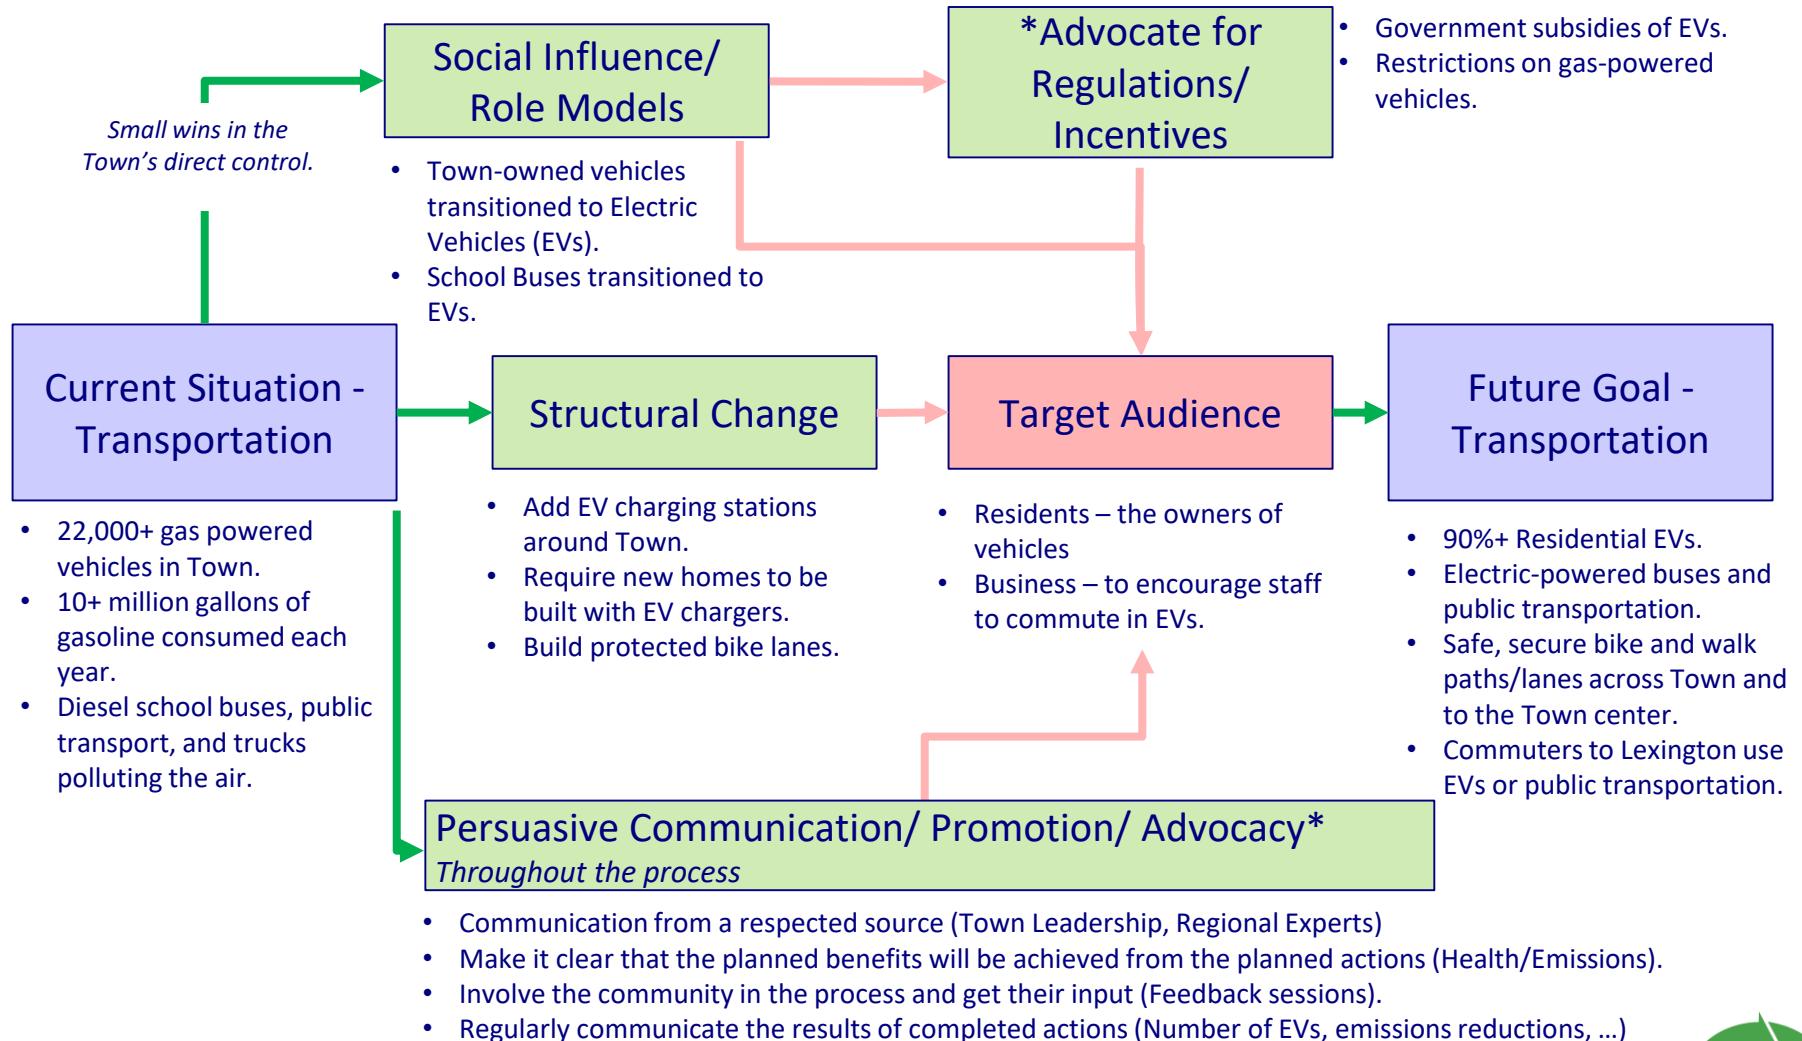 Social Influence/
Role Models
*Advocate for
Regulations/
Incentives
• Government subsidies of EVs.
• Restrictions on gas-powered
vehicles.
Small wins in the
Town’s direct control.
• Town-owned vehicles
transitioned to Electric
Vehicles (EVs).
• School Buses transitioned to
EVs.
Current Situation -
Transportation
Structural Change
Target Audience
Future Goal -
Transportation
• 22,000+ gas powered
vehicles in Town.
• 10+ million gallons of
gasoline consumed each
year.
• Diesel school buses, public
transport, and trucks
polluting the air.
• Add EV charging stations
around Town.
• Require new homes to be
built with EV chargers.
• Build protected bike lanes.
• Residents – the owners of
vehicles
• Business – to encourage staff
to commute in EVs.
• 90%+ Residential EVs.
• Electric-powered buses and
public transportation.
• Safe, secure bike and walk
paths/lanes across Town and
to the Town center.
• Commuters to Lexington use
EVs or public transportation.
Persuasive Communication/ Promotion/ Advocacy*
Throughout the process
• Communication from a respected source (Town Leadership, Regional Experts)
• Make it clear that the planned benefits will be achieved from the planned actions (Health/Emissions).
• Involve the community in the process and get their input (Feedback sessions).
• Regularly communicate the results of completed actions (Number of EVs, emissions reductions, …)